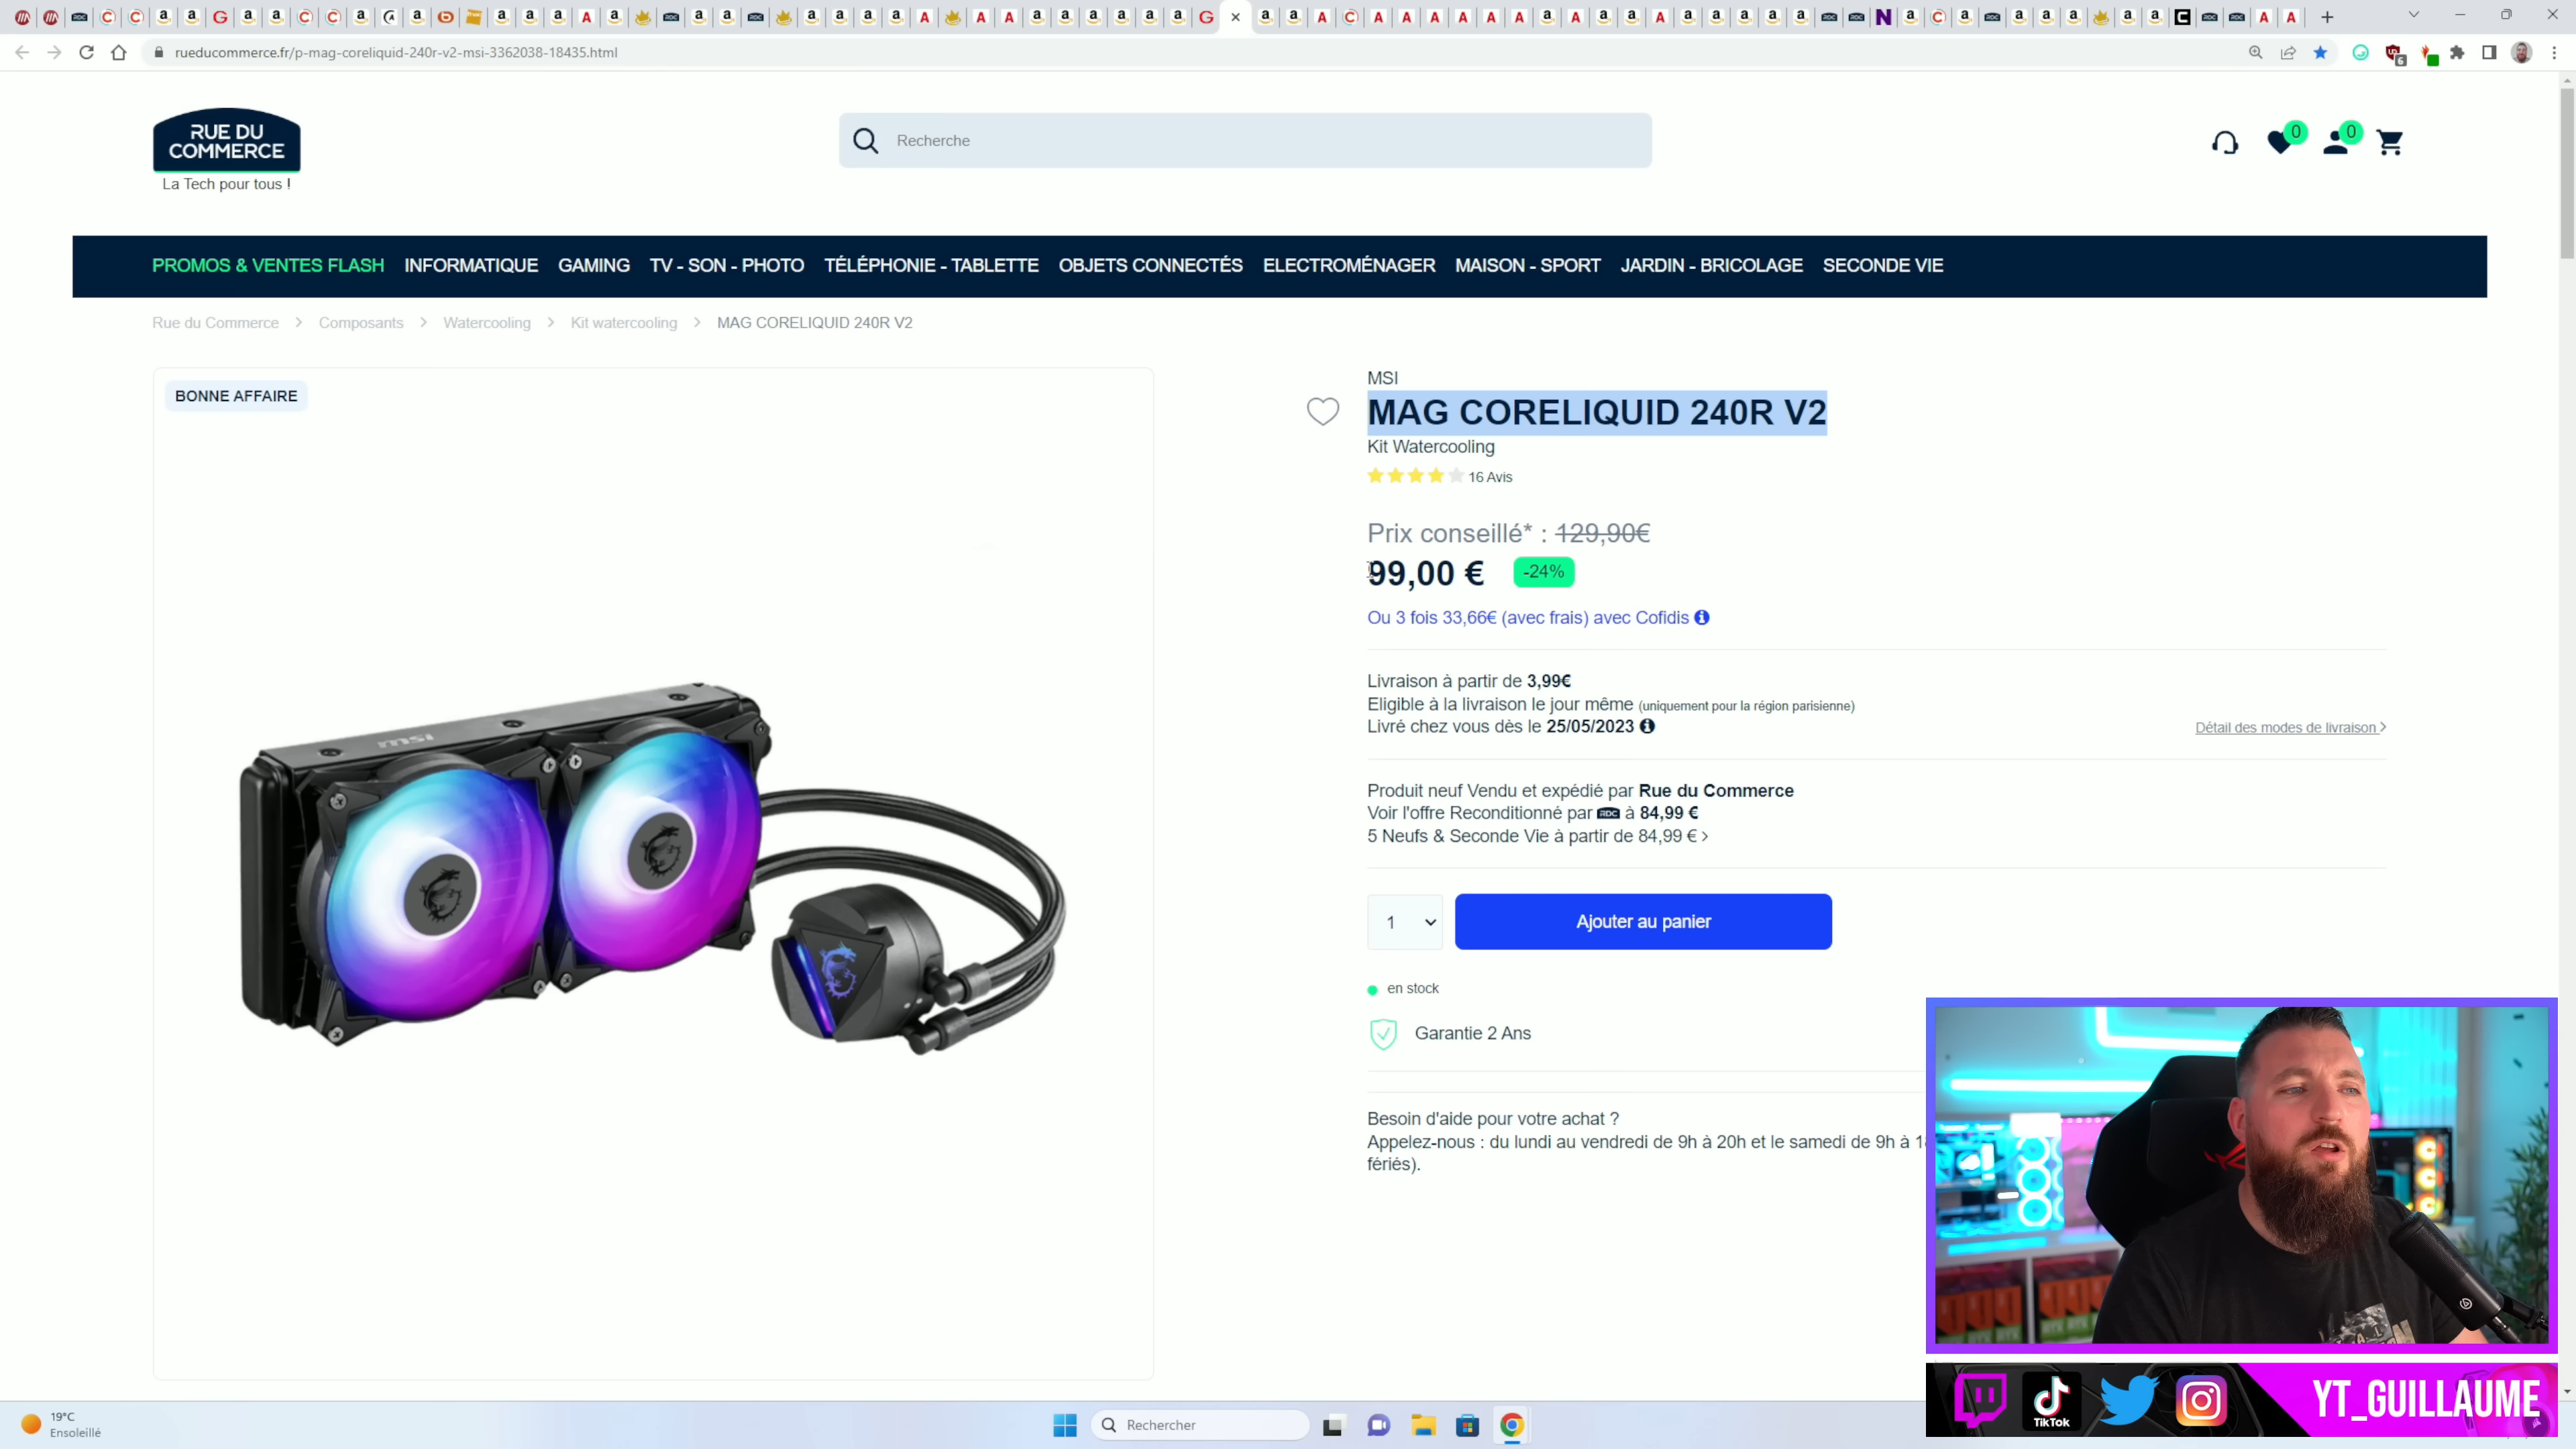 rueducommerce.fr/p-mag-coreliquid-240r-v2-msi-3362038-18435.html
RUE DU
COMMERCE
La Tech pour tous !
Recherche
0
0
PROMOS & VENTES FLASH INFORMATIQUE GAMING TV - SON - PHOTO TÉLÉPHONIE - TABLETTE OBJETS CONNECTÉS ELECTROMÉNAGER MAISON - SPORT JARDIN - BRICOLAGE SECONDE VIE
Rue du Commerce > Composants > Watercooling > Kit watercooling > MAG CORELIQUID 240R V2
BONNE AFFAIRE
msi
MSI
MAG CORELIQUID 240R V2
Kit Watercooling
16 Avis
Prix conseillé* : 129,90€
99,00 € -24%
Ou 3 fois 33,66€ (avec frais) avec Cofidis
Livraison à partir de 3,99€
Eligible à la livraison le jour même (uniquement pour la région parisienne)
Livré chez vous dès le 25/05/2023
Détail des modes de livraison >
Produit neuf Vendu et expédié par Rue du Commerce
Voir l'offre Reconditionné par RDC à 84,99 €
5 Neufs & Seconde Vie à partir de 84,99 € >
1
Ajouter au panier
en stock
Garantie 2 Ans
Besoin d'aide pour votre achat ?
Appelez-nous : du lundi au vendredi de 9h à 20h et le samedi de 9h à
fériés).
TikTok
YT_GUILLAUME
19°C
Ensoleillé
Rechercher